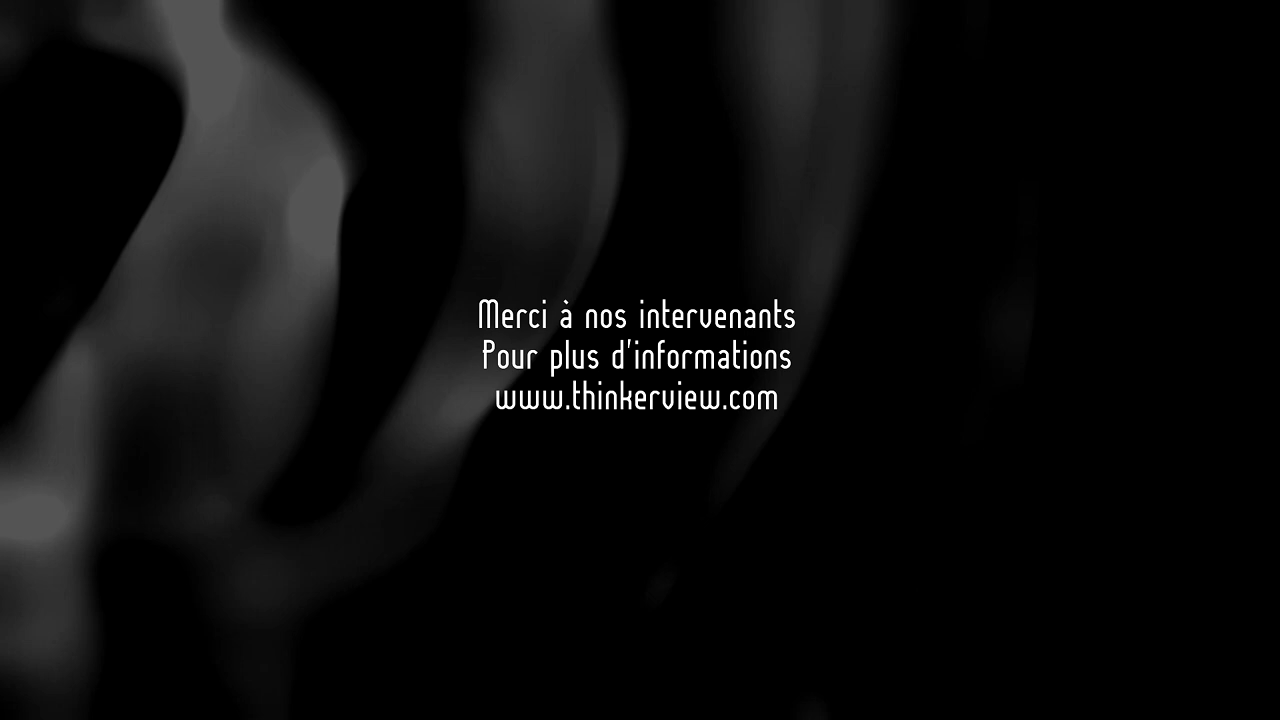 Merci à nos intervenants
Pour plus d'informations
www.thinkerview.com